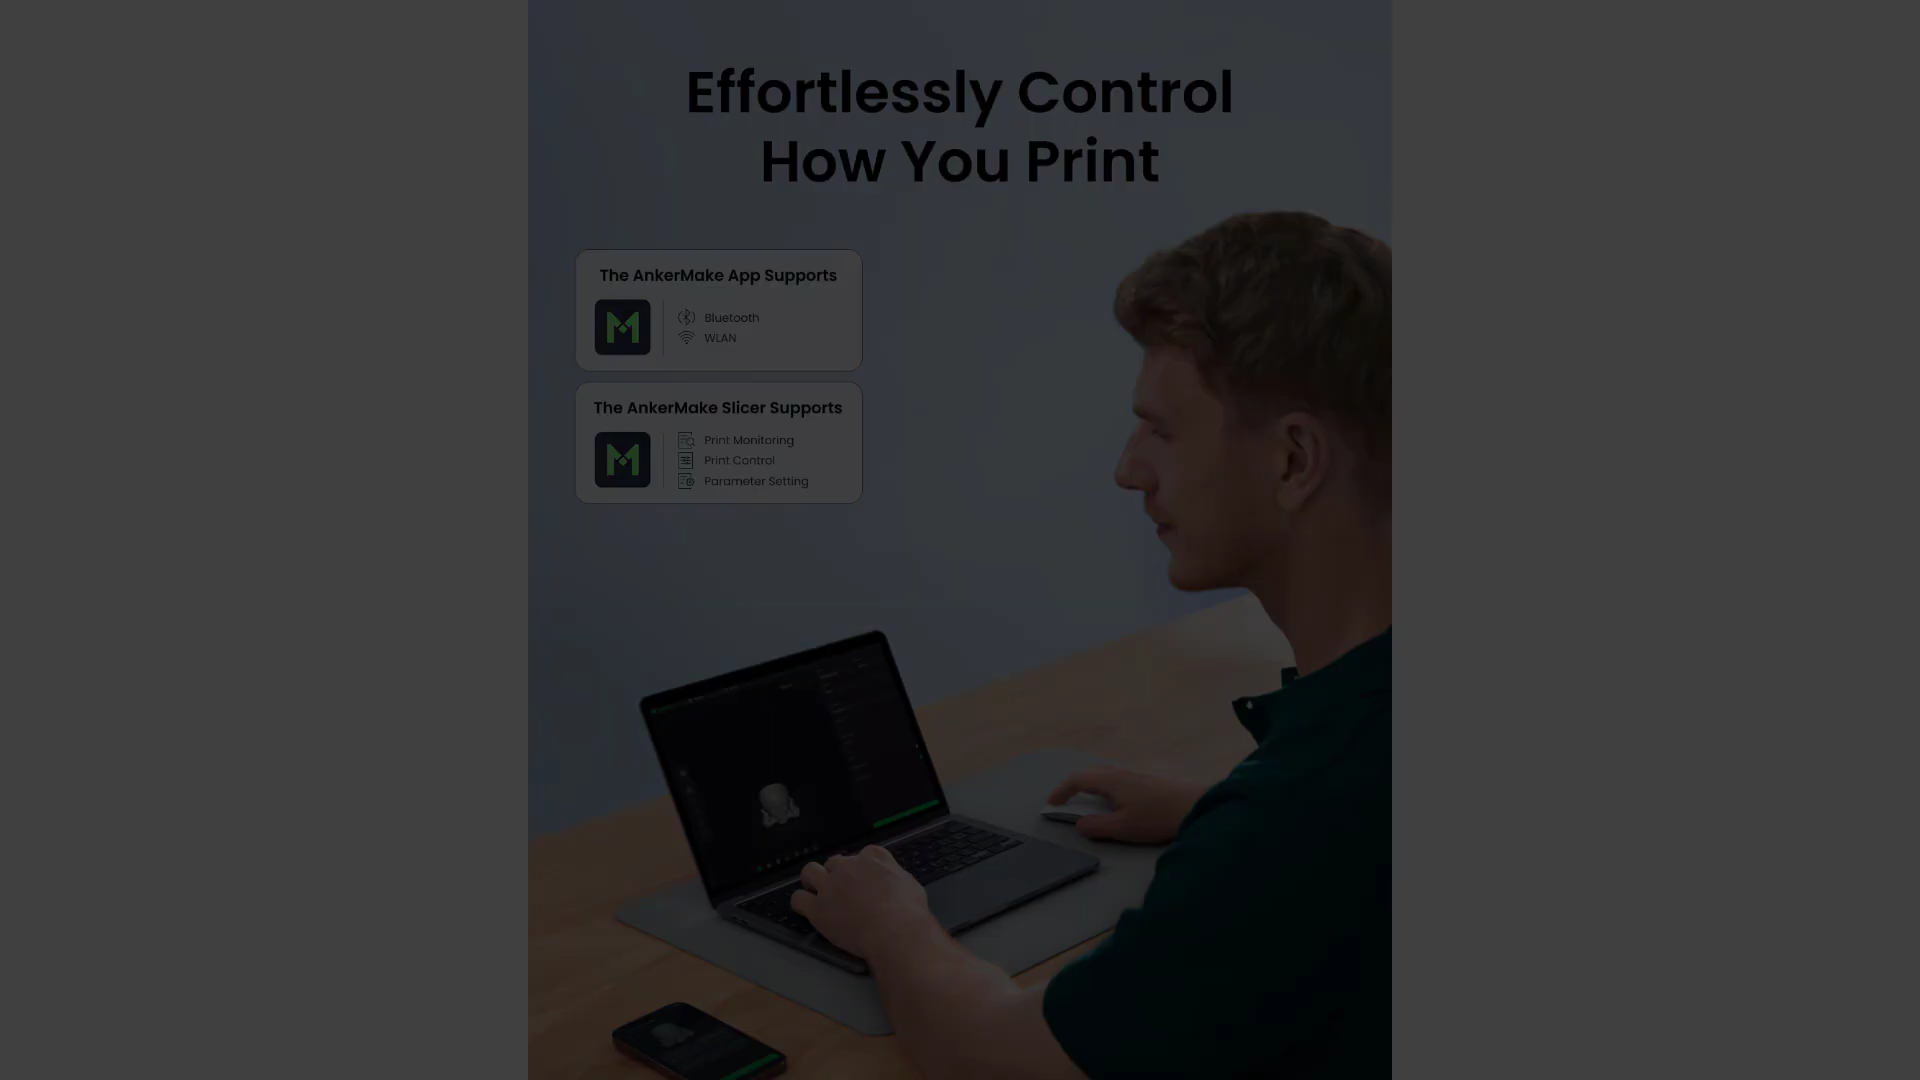 Effortlessly Control
How You Print
The AnkerMake App Supports
Bluetooth
WLAN
The AnkerMake Slicer Supports
Print Monitoring
Print Control
Parameter Setting